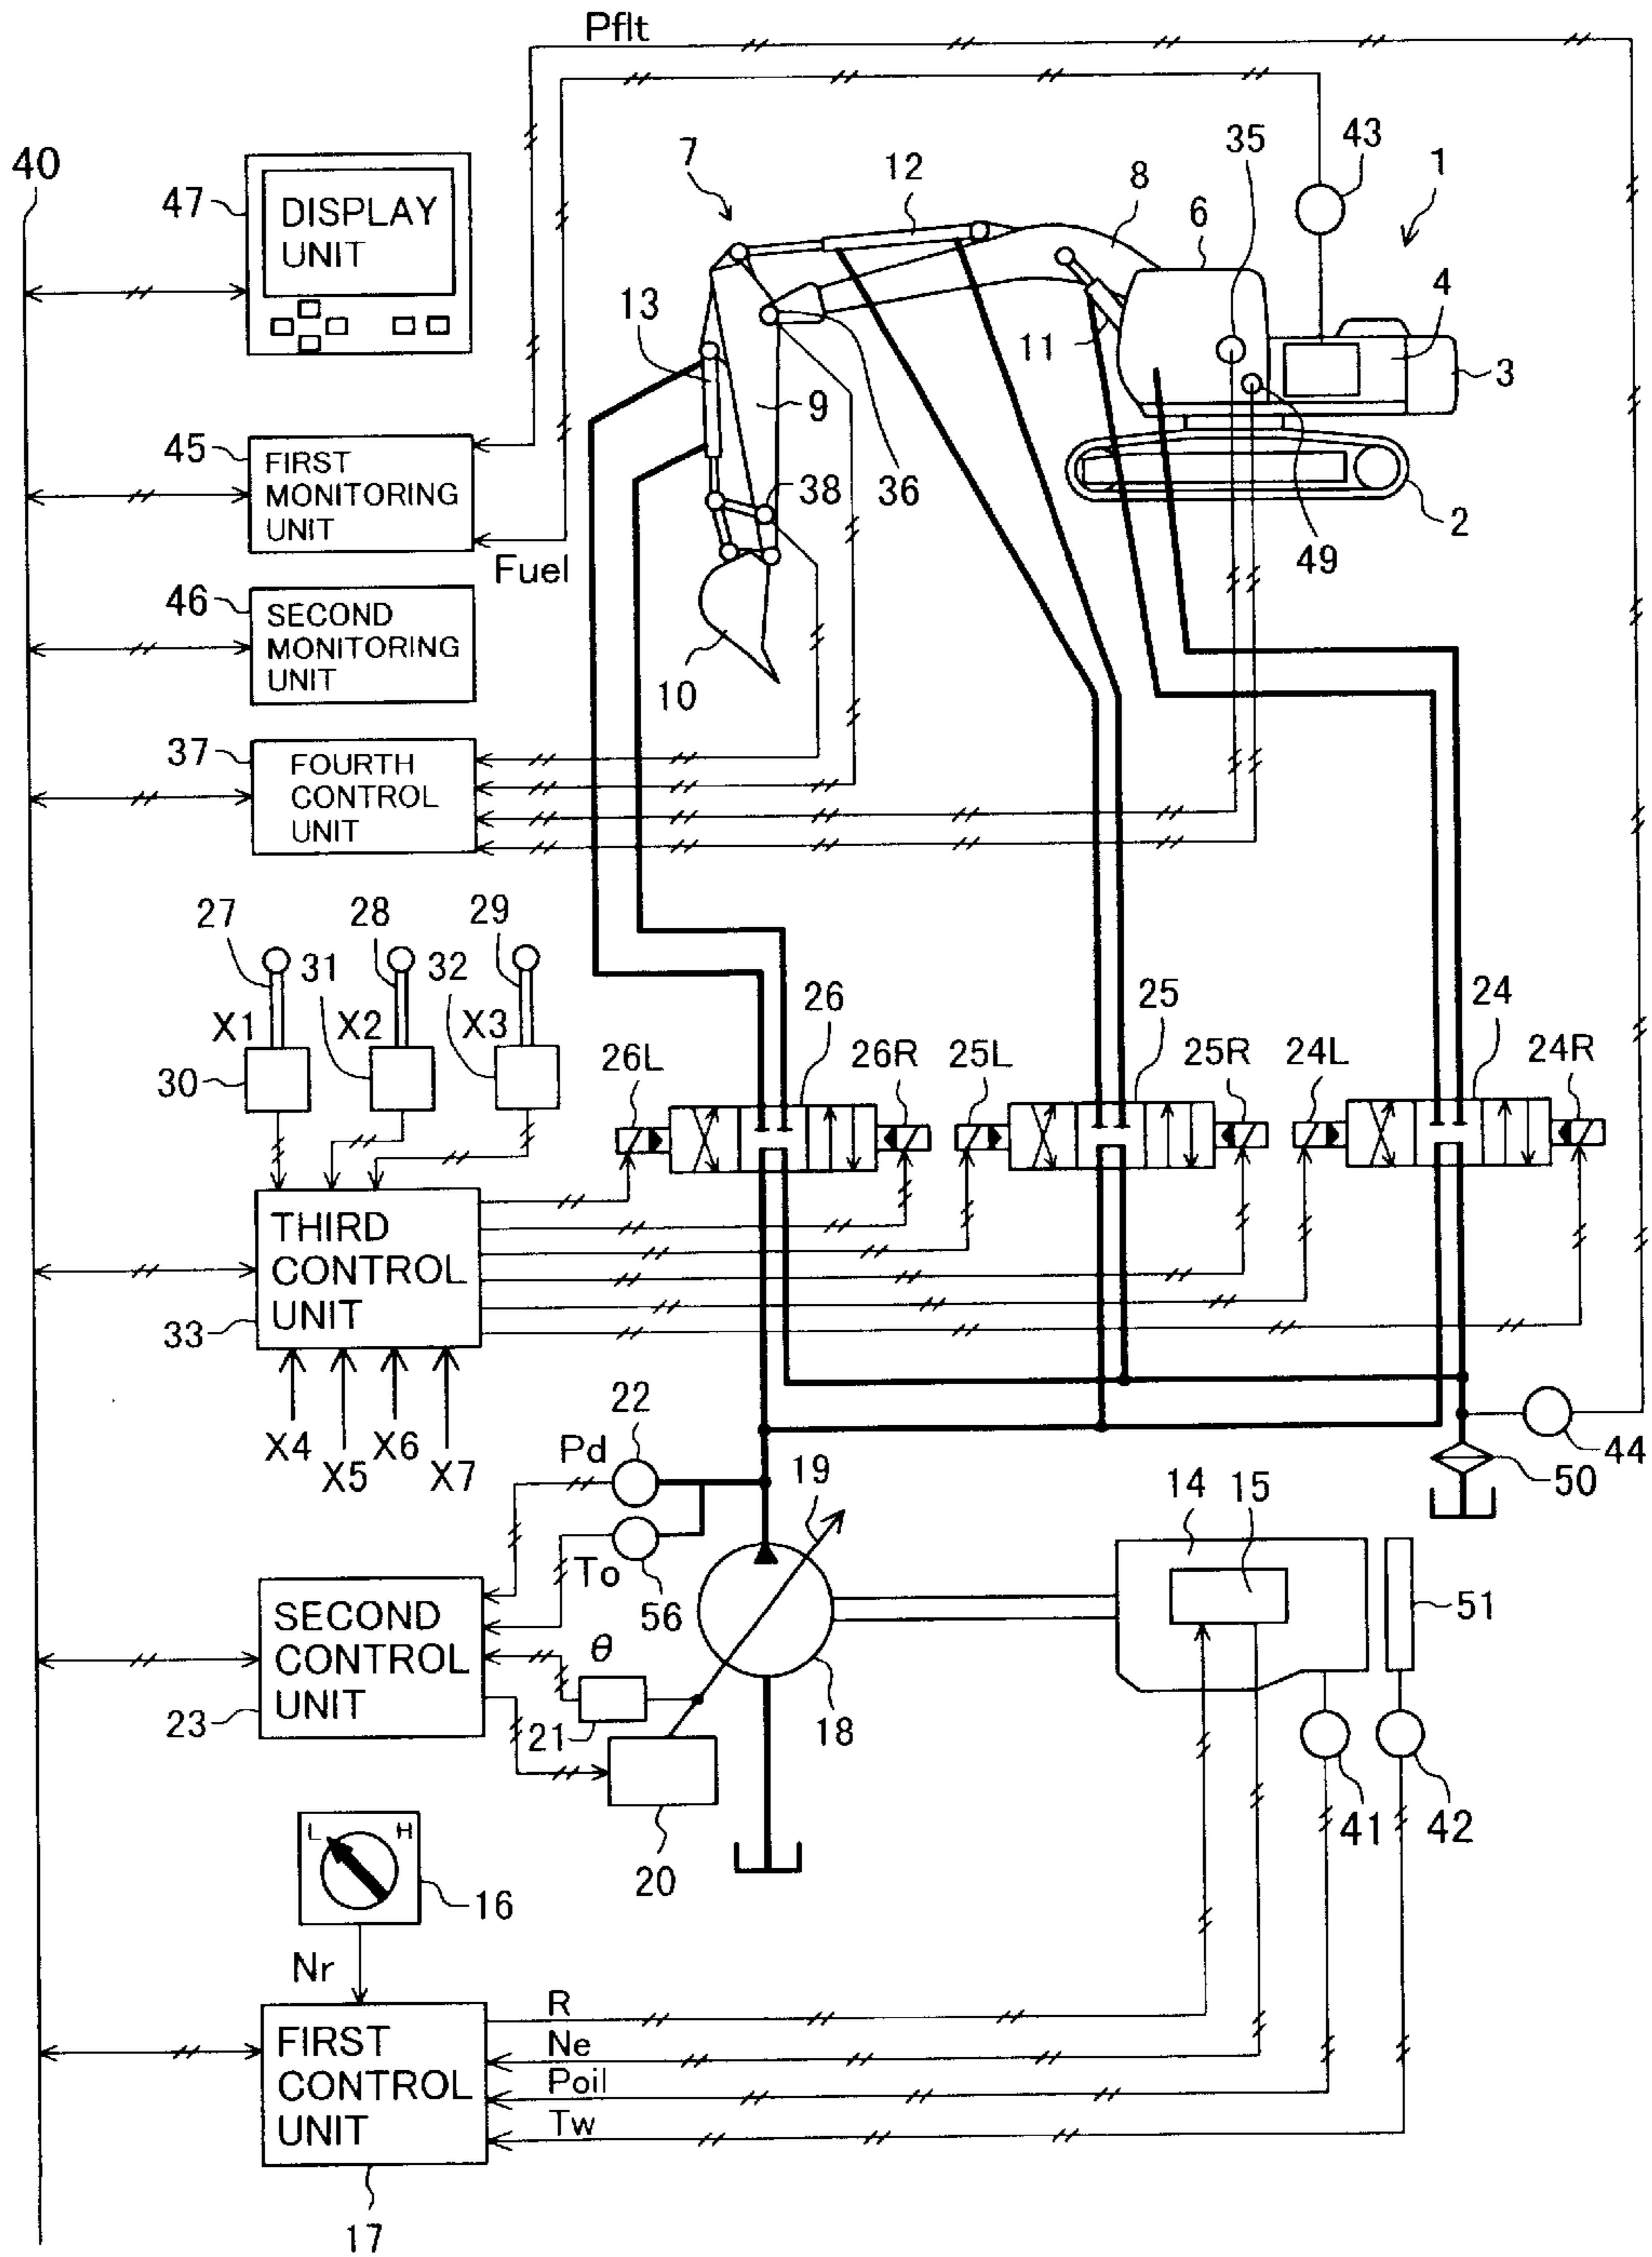 Pflt
40
47
DISPLAY
UNIT
7
12
8
6
35
43
1
4
3
13
11
9
38
36
49
2
45
FIRST
MONITORING
UNIT
Fuel
46
SECOND
MONITORING
UNIT
10
37
FOURTH
CONTROL
UNIT
27
28
29
31
32
X1
X2
X3
30
26
25
24
26L
26R
25L
25R
24L
24R
THIRD
CONTROL
UNIT
33
X4
X5
X6
X7
22
Pd
19
44
50
14
15
To
56
51
SECOND
CONTROL
UNIT
θ
23
21
18
41
42
20
L
H
16
Nr
R
Ne
Poil
Tw
FIRST
CONTROL
UNIT
17